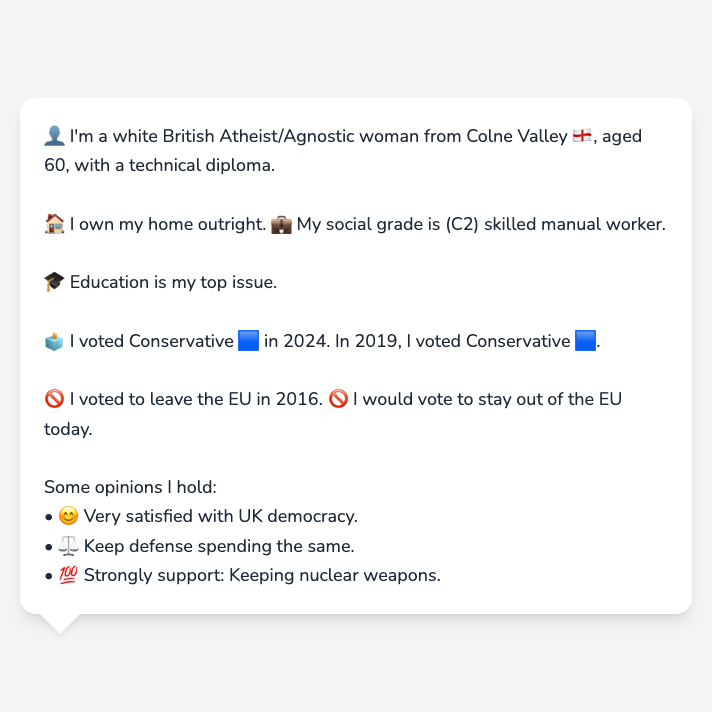 👤 I'm a white British Atheist/Agnostic woman from Colne Valley 🏴󠁧󠁢󠁥󠁮󠁧󠁿, aged
60, with a technical diploma.
🏠 I own my home outright. 💼 My social grade is (C2) skilled manual worker.
🎓 Education is my top issue.
🗳️ I voted Conservative 🟦 in 2024. In 2019, I voted Conservative 🟦.
🚫 I voted to leave the EU in 2016. 🚫 I would vote to stay out of the EU
today.
Some opinions I hold:
• 😊 Very satisfied with UK democracy.
• ⚖️ Keep defense spending the same.
• 💯 Strongly support: Keeping nuclear weapons.